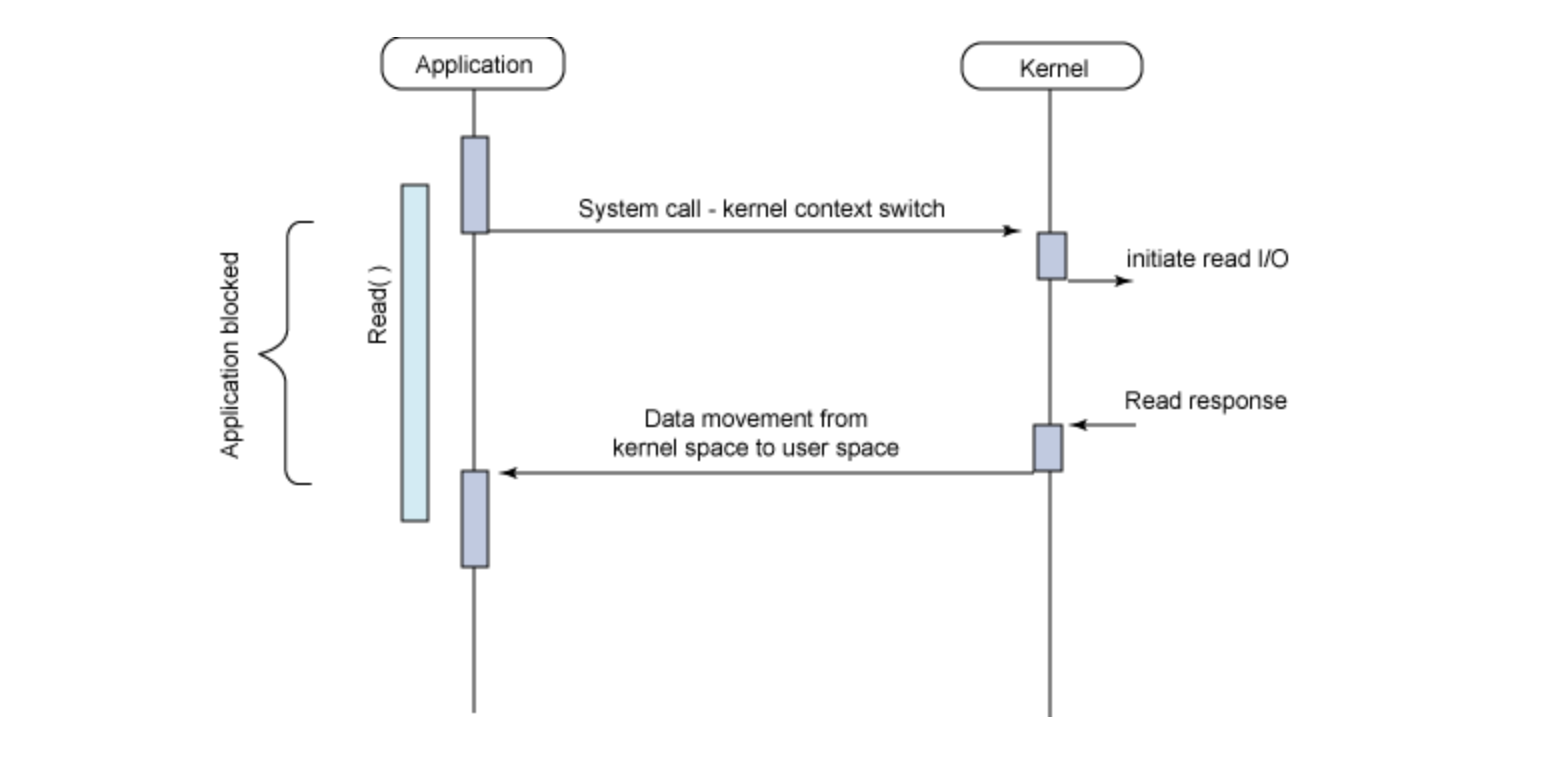 Application
Kernel
System call - kernel context switch
initiate read I/O
Application blocked
Read( )
Read response
Data movement from
kernel space to user space